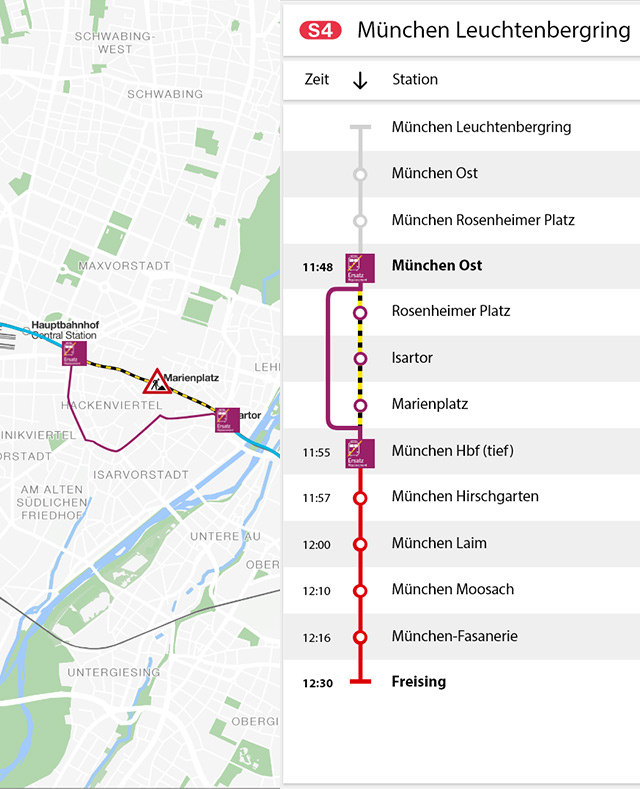 SCHWABING-
WEST
SCHWABING
MAXVORSTADT
Hauptbahnhof
Central Station
Ersatz
Marienplatz
LEHE
HACKENVIERTEL
Ersatz
artor
INIKVIERTEL
ORSTADT
ISARVORSTADT
AM ALTEN
SÜDLICHEN
FRIEDHOF
UNTERE AU
OBER
UNTERGIESING
OBERGI
S4 München Leuchtenbergring
Zeit ↓ Station
München Leuchtenbergring
München Ost
München Rosenheimer Platz
11:48 Ersatz München Ost
Rosenheimer Platz
Isartor
Marienplatz
11:55 Ersatz München Hbf (tief)
11:57 München Hirschgarten
12:00 München Laim
12:10 München Moosach
12:16 München-Fasanerie
12:30 Freising